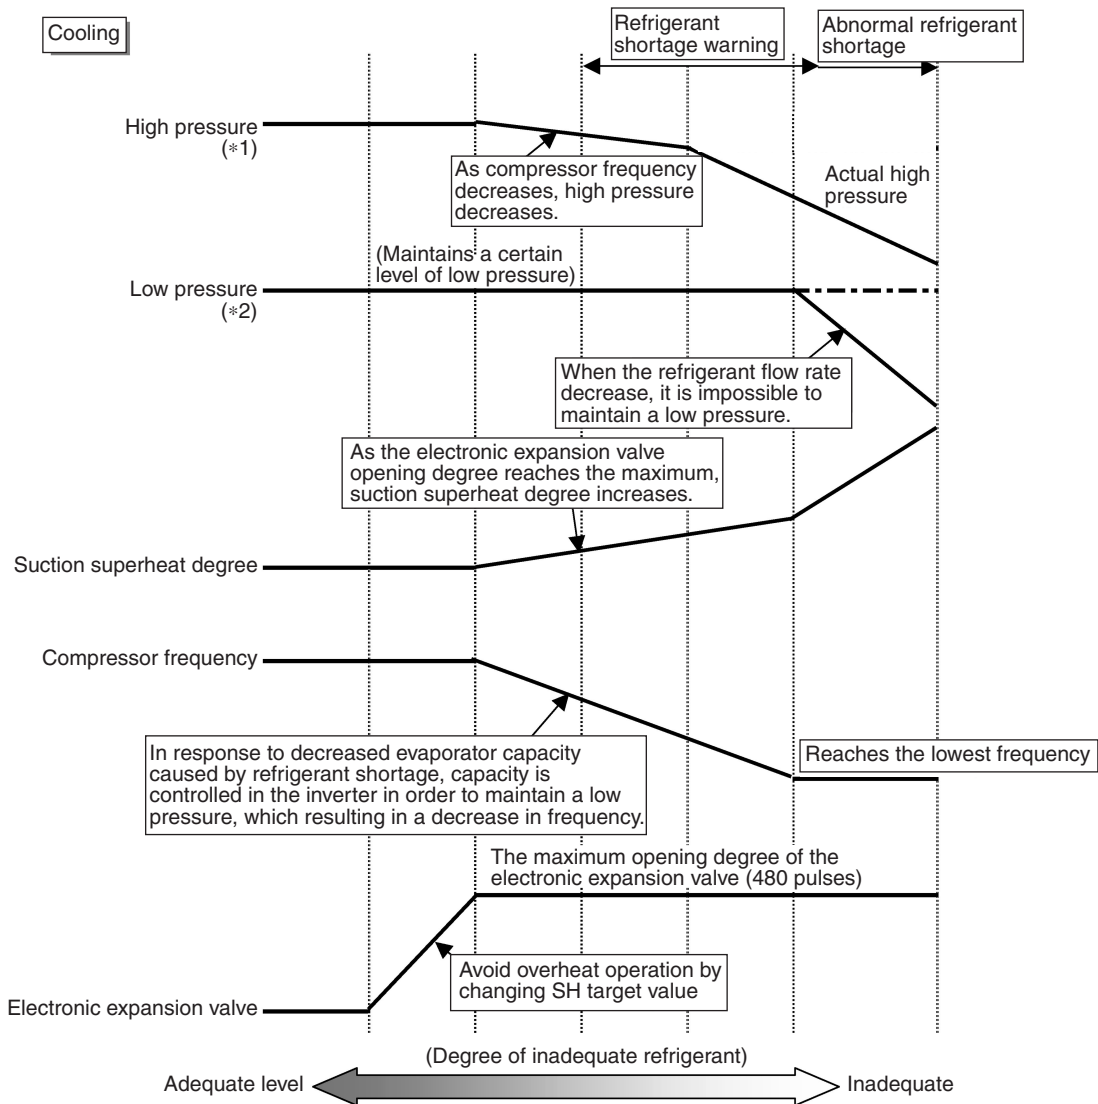 Cooling
Refrigerant
shortage warning
Abnormal refrigerant
shortage
High pressure
(*1)
As compressor frequency
decreases, high pressure
decreases.
Actual high
pressure
(Maintains a certain
level of low pressure)
Low pressure
(*2)
When the refrigerant flow rate
decrease, it is impossible to
maintain a low pressure.
As the electronic expansion valve
opening degree reaches the maximum,
suction superheat degree increases.
Suction superheat degree
Compressor frequency
In response to decreased evaporator capacity
caused by refrigerant shortage, capacity is
controlled in the inverter in order to maintain a low
pressure, which resulting in a decrease in frequency.
Reaches the lowest frequency
The maximum opening degree of the
electronic expansion valve (480 pulses)
Avoid overheat operation by
changing SH target value
Electronic expansion valve
(Degree of inadequate refrigerant)
Adequate level
Inadequate